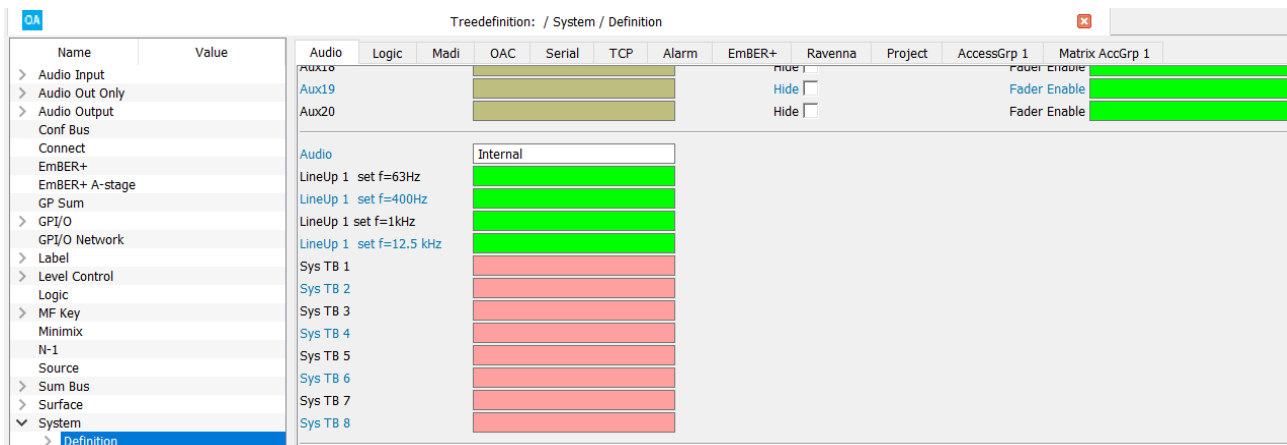 OA Treedefinition: / System / Definition
Name Value
Audio Input
Audio Out Only
Audio Output
Conf Bus
Connect
EmBER+
EmBER+ A-stage
GP Sum
GPI/O
GPI/O Network
Label
Level Control
Logic
MF Key
Minimix
N-1
Source
Sum Bus
Surface
System
Definition
Audio Logic Madi OAC Serial TCP Alarm EmBER+ Ravenna Project AccessGrp 1 Matrix AccGrp 1
Aux18 Hide Fader Enable
Aux19 Hide Fader Enable
Aux20 Hide Fader Enable
Audio Internal
LineUp 1 set f=63Hz
LineUp 1 set f=400Hz
LineUp 1 set f=1kHz
LineUp 1 set f=12.5 kHz
Sys TB 1
Sys TB 2
Sys TB 3
Sys TB 4
Sys TB 5
Sys TB 6
Sys TB 7
Sys TB 8